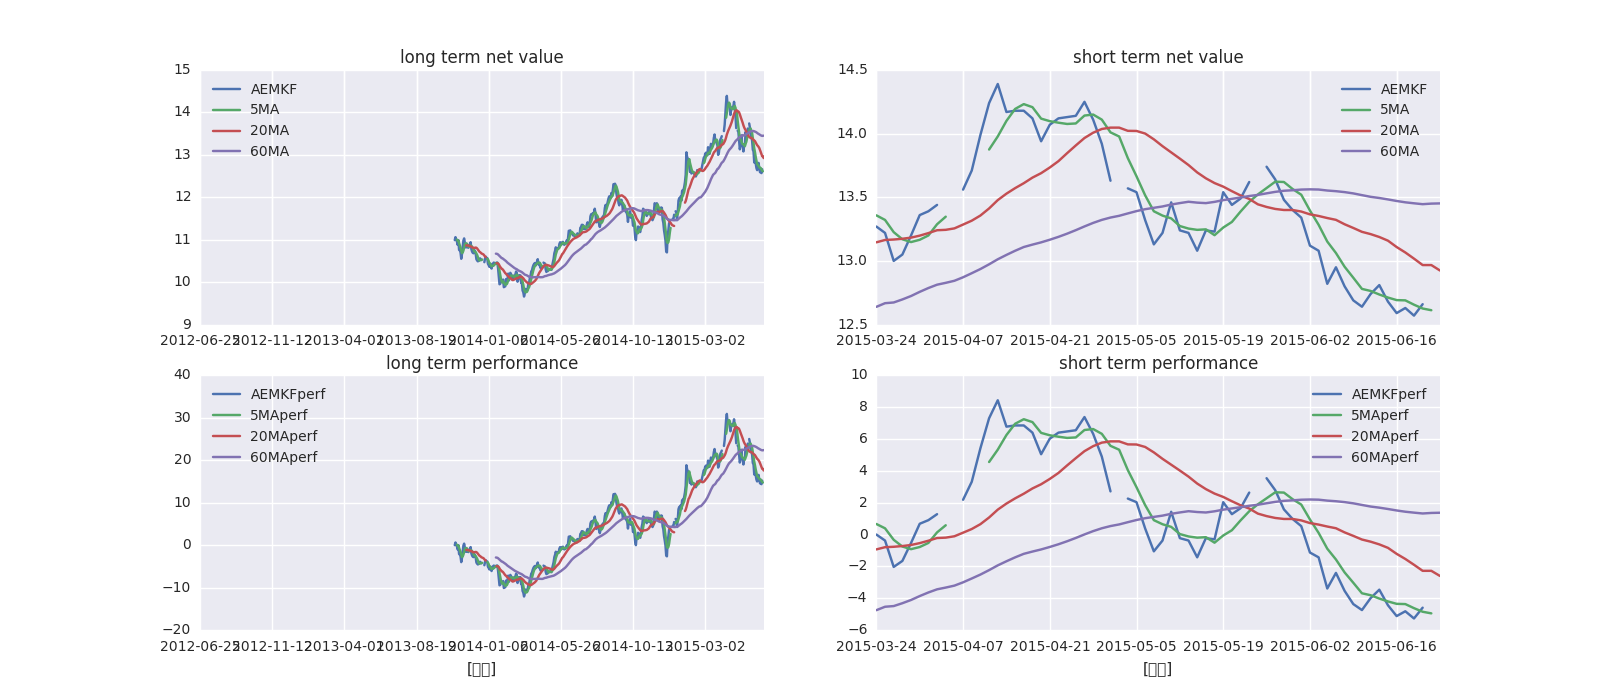 long term net value
15
14
13
12
11
10
9
AEMKF
5MA
20MA
60MA
2012-06-25 2012-11-12 2013-04-01 2013-08-19 2014-01-06 2014-05-26 2014-10-13 2015-03-02
short term net value
14.5
14.0
13.5
13.0
12.5
AEMKF
5MA
20MA
60MA
2015-03-24 2015-04-07 2015-04-21 2015-05-05 2015-05-19 2015-06-02 2015-06-16
long term performance
40
30
20
10
0
−10
−20
AEMKFperf
5MAperf
20MAperf
60MAperf
2012-06-25 2012-11-12 2013-04-01 2013-08-19 2014-01-06 2014-05-26 2014-10-13 2015-03-02
short term performance
10
8
6
4
2
0
−2
−4
−6
AEMKFperf
5MAperf
20MAperf
60MAperf
2015-03-24 2015-04-07 2015-04-21 2015-05-05 2015-05-19 2015-06-02 2015-06-16